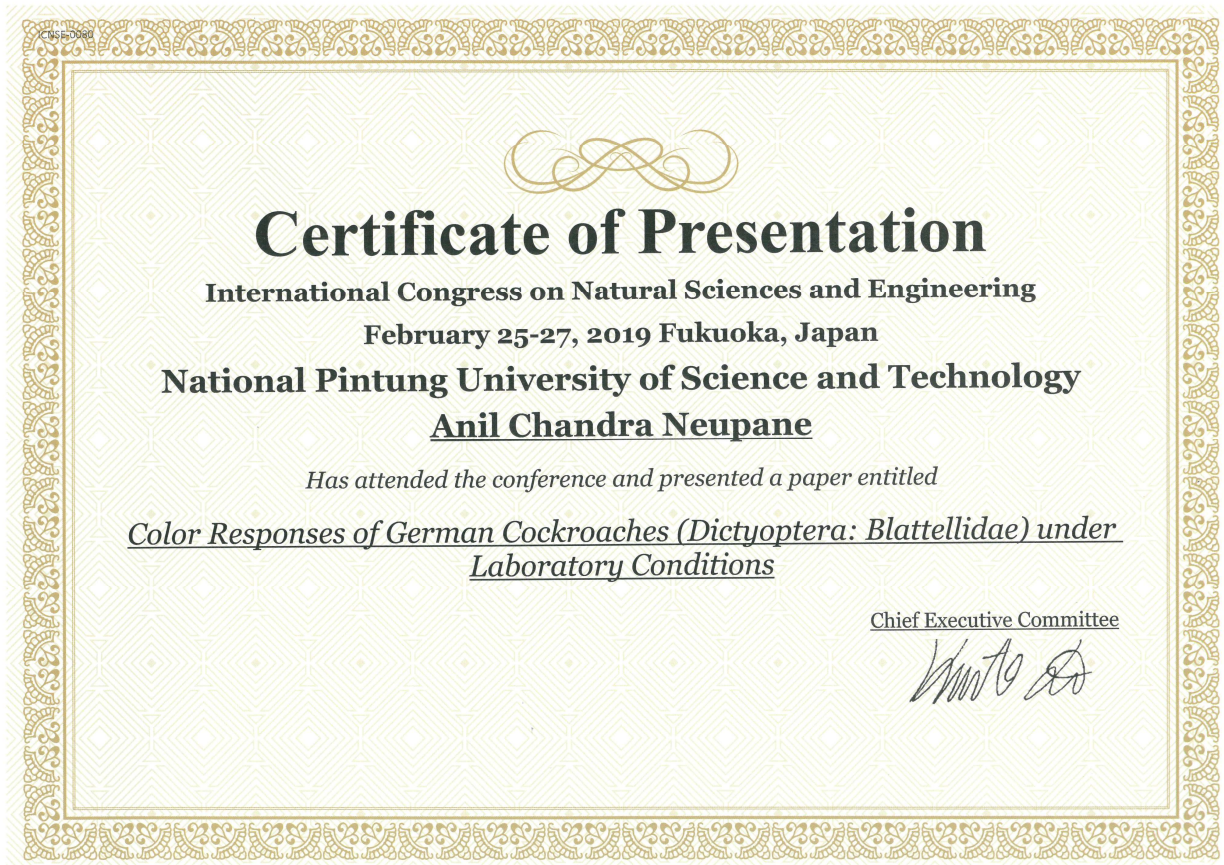 ICNSE-0080
Certificate of Presentation
International Congress on Natural Sciences and Engineering
February 25-27, 2019 Fukuoka, Japan
National Pintung University of Science and Technology
Anil Chandra Neupane
Has attended the conference and presented a paper entitled
Color Responses of German Cockroaches (Dictyoptera: Blattellidae) under
Laboratory Conditions
Chief Executive Committee